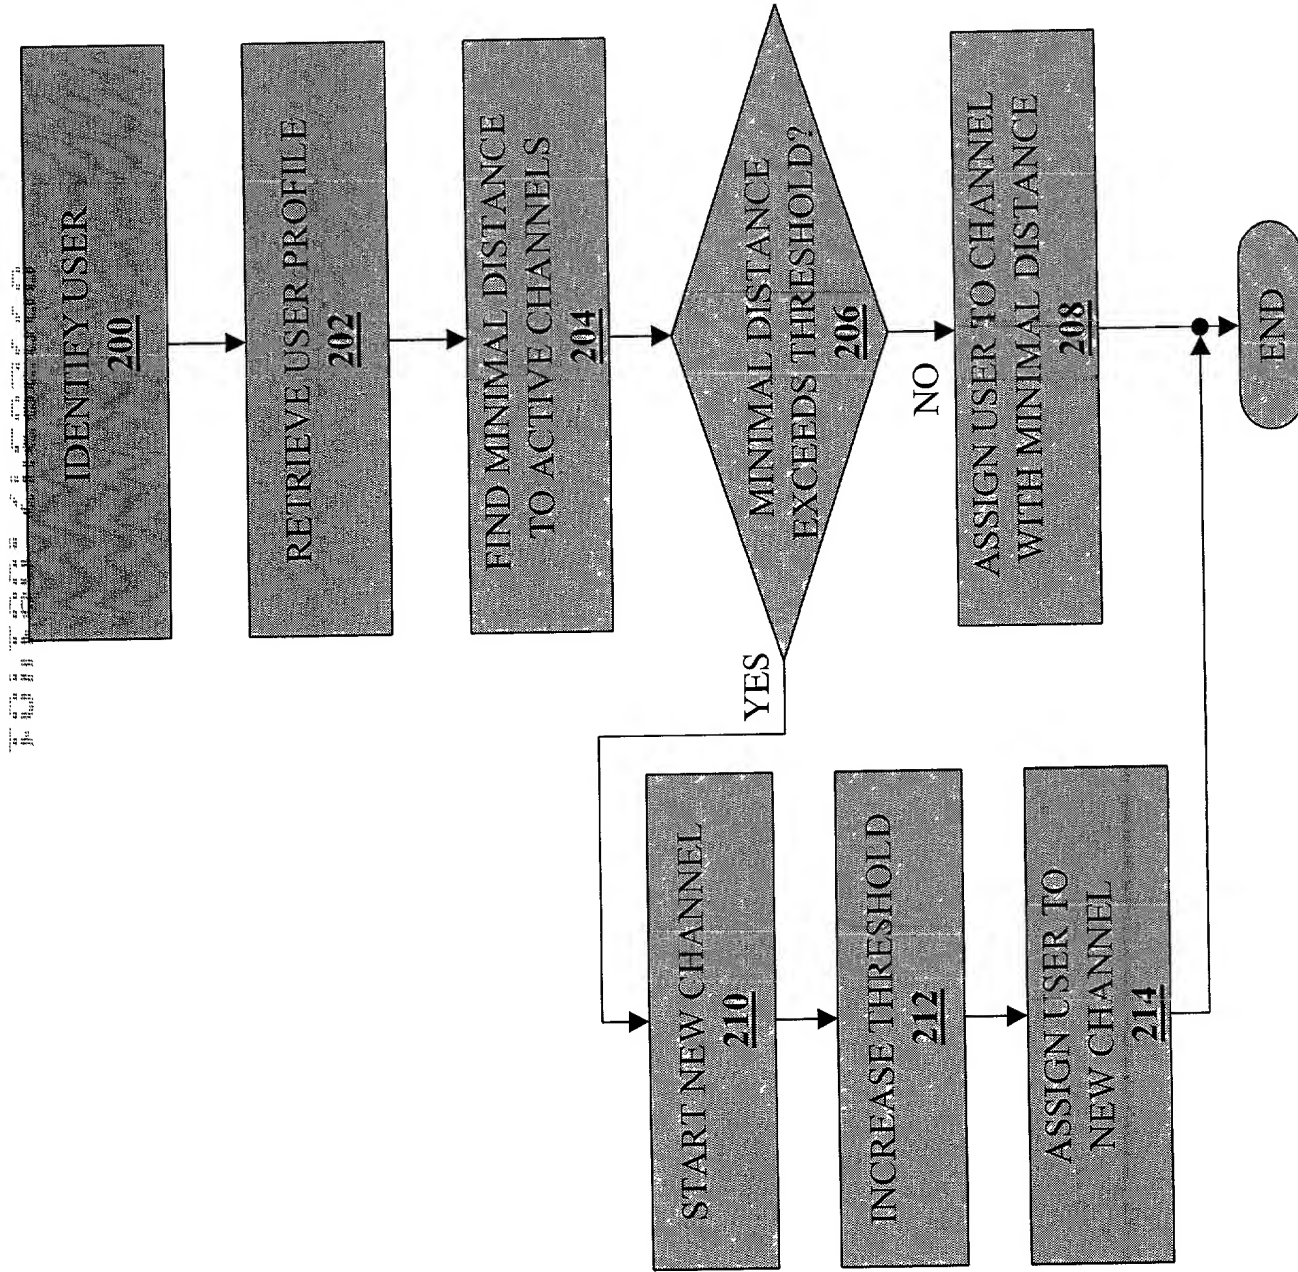 IDENTIFY USER
200
RETRIEVE USER PROFILE
202
FIND MINIMAL DISTANCE
TO ACTIVE CHANNELS
204
MINIMAL DISTANCE
EXCEEDS THRESHOLD?
206
YES
NO
ASSIGN USER TO CHANNEL
WITH MINIMAL DISTANCE
208
START NEW CHANNEL
210
INCREASE THRESHOLD
212
ASSIGN USER TO
NEW CHANNEL
214
END